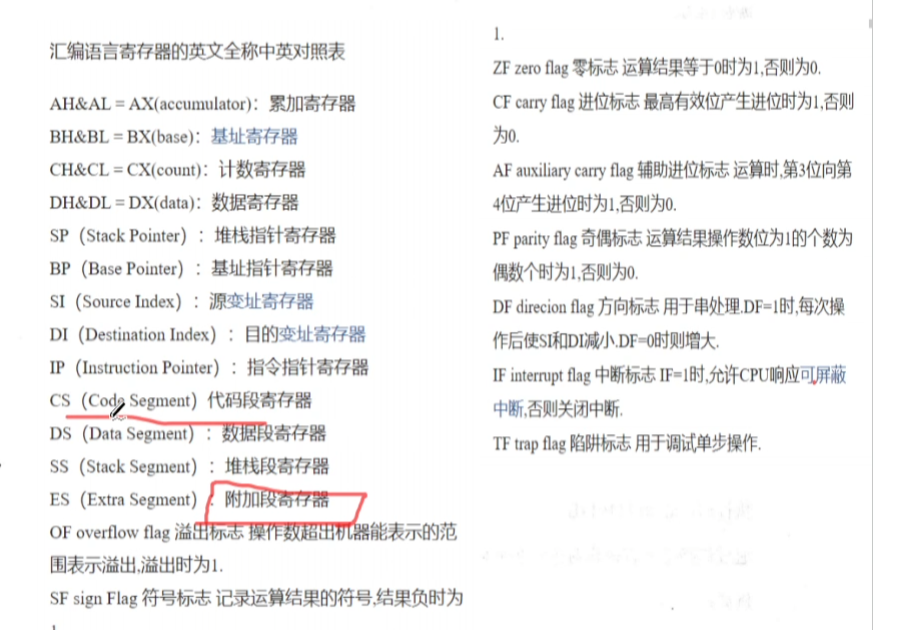 汇编语言寄存器的英文全称中英对照表
AH&AL = AX(accumulator)：累加寄存器
BH&BL = BX(base)：基址寄存器
CH&CL = CX(count)：计数寄存器
DH&DL = DX(data)：数据寄存器
SP（Stack Pointer）：堆栈指针寄存器
BP（Base Pointer）：基址指针寄存器
SI（Source Index）：源变址寄存器
DI（Destination Index）：目的变址寄存器
IP（Instruction Pointer）：指令指针寄存器
CS（Code Segment）代码段寄存器
DS（Data Segment）：数据段寄存器
SS（Stack Segment）：堆栈段寄存器
ES（Extra Segment）：附加段寄存器
OF overflow flag 溢出标志 操作数超出机器能表示的范
围表示溢出,溢出时为1.
SF sign Flag 符号标志 记录运算结果的符号,结果负时为
1.
ZF zero flag 零标志 运算结果等于0时为1,否则为0.
CF carry flag 进位标志 最高有效位产生进位时为1,否则
为0.
AF auxiliary carry flag 辅助进位标志 运算时,第3位向第
4位产生进位时为1,否则为0.
PF parity flag 奇偶标志 运算结果操作数位为1的个数为
偶数个时为1,否则为0.
DF direcion flag 方向标志 用于串处理.DF=1时,每次操
作后使SI和DI减小.DF=0时则增大.
IF interrupt flag 中断标志 IF=1时,允许CPU响应可屏蔽
中断,否则关闭中断.
TF trap flag 陷阱标志 用于调试单步操作.